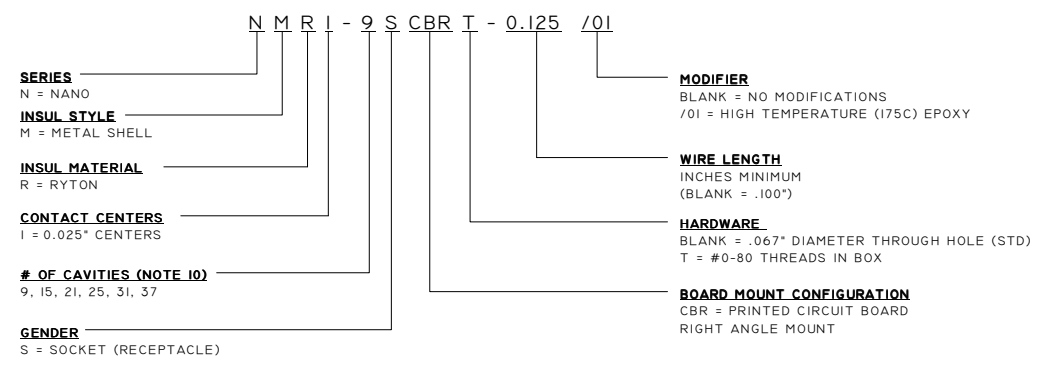 NMR1-9SCBRT-0.125 /01
SERIES
N = NANO
INSUL STYLE
M = METAL SHELL
INSUL MATERIAL
R = RYTON
CONTACT CENTERS
1 = 0.025" CENTERS
# OF CAVITIES (NOTE 10)
9, 15, 21, 25, 31, 37
GENDER
S = SOCKET (RECEPTACLE)
MODIFIER
BLANK = NO MODIFICATIONS
/01 = HIGH TEMPERATURE (175C) EPOXY
WIRE LENGTH
INCHES MINIMUM
(BLANK = .100")
HARDWARE
BLANK = .067" DIAMETER THROUGH HOLE (STD)
T = #0-80 THREADS IN BOX
BOARD MOUNT CONFIGURATION
CBR = PRINTED CIRCUIT BOARD
RIGHT ANGLE MOUNT